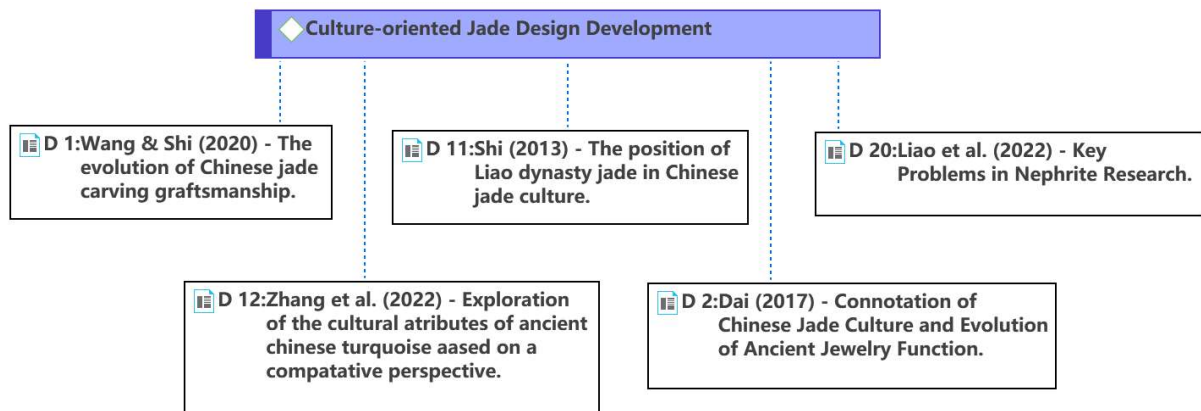 Culture-oriented Jade Design Development
D 1:Wang & Shi (2020) - The
evolution of Chinese jade
carving graftsmanship.
D 11:Shi (2013) - The position of
Liao dynasty jade in Chinese
jade culture.
D 20:Liao et al. (2022) - Key
Problems in Nephrite Research.
D 12:Zhang et al. (2022) - Exploration
of the cultural atributes of ancient
chinese turquoise aased on a
compatative perspective.
D 2:Dai (2017) - Connotation of
Chinese Jade Culture and Evolution
of Ancient Jewelry Function.